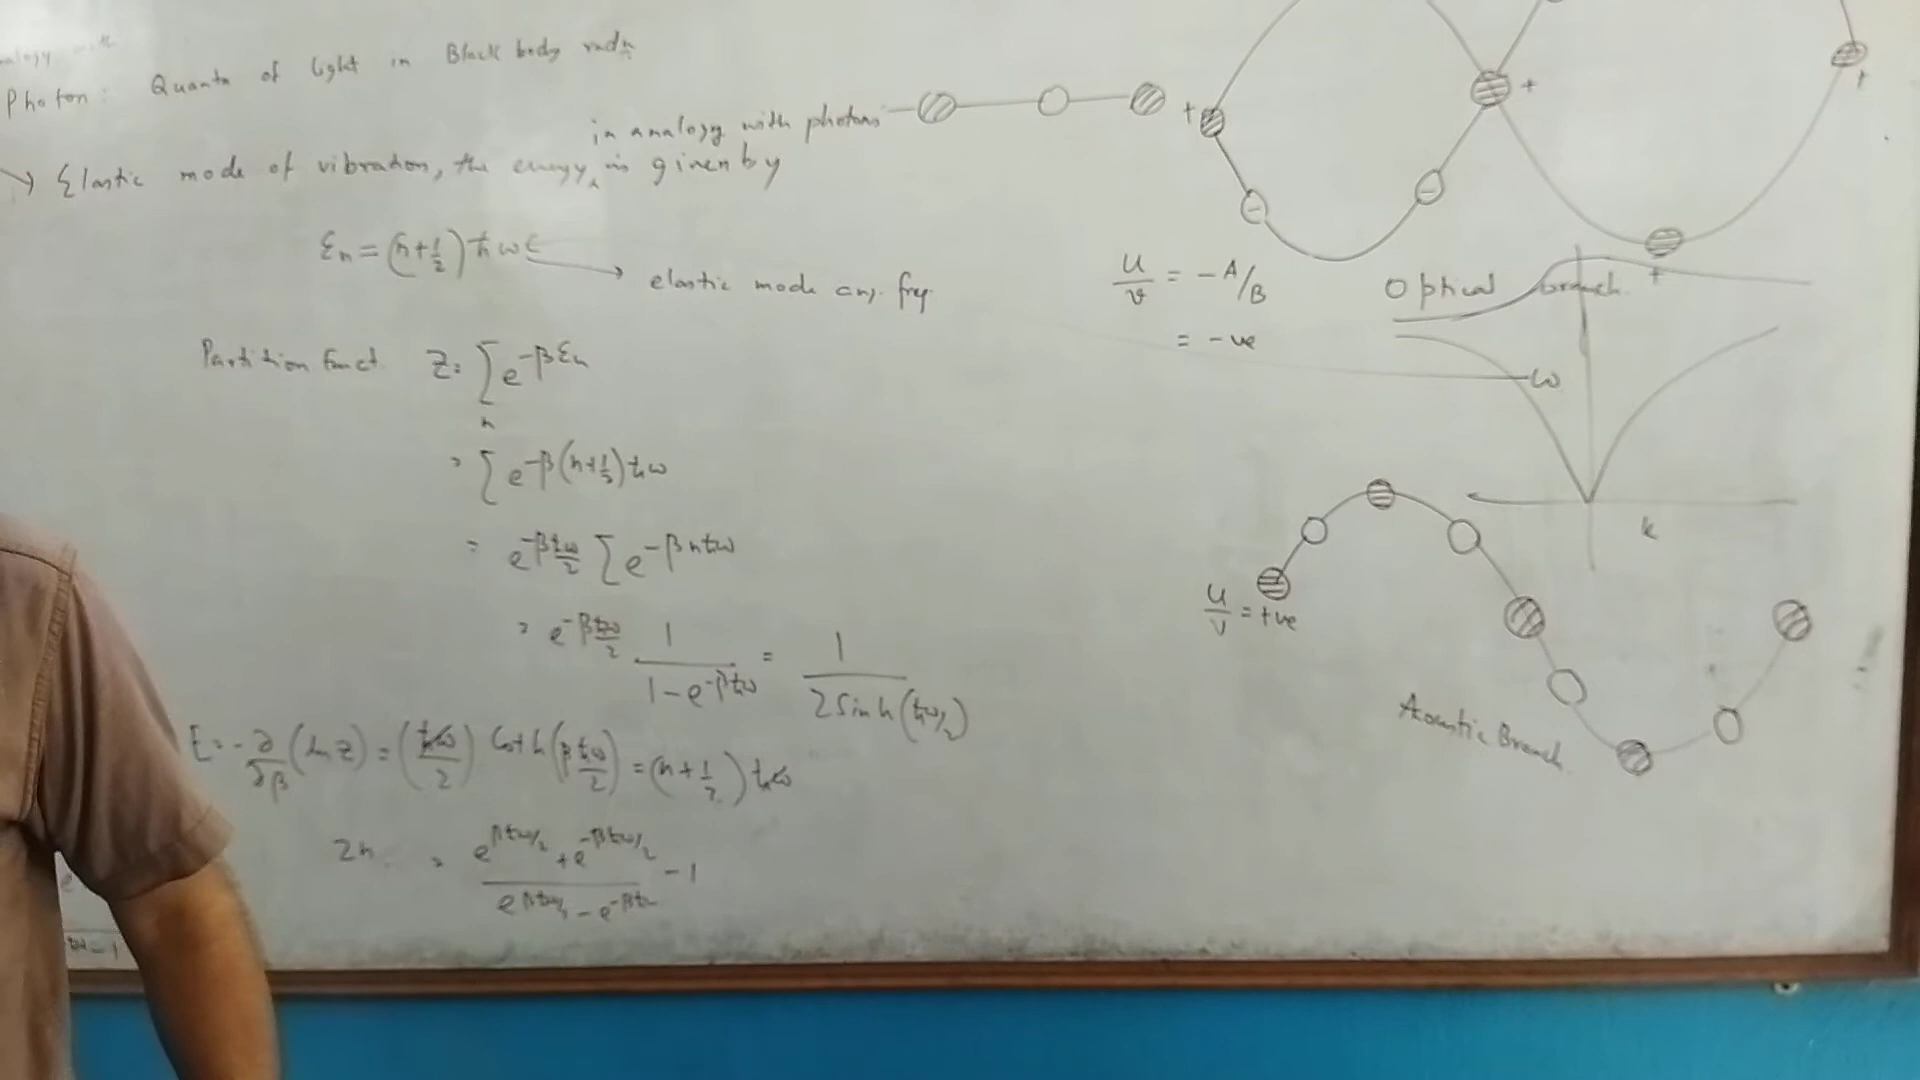 Photon: Quanta of light in Black body radn
in analogy with photons
→ Elastic mode of vibration, the energy, is given by
εn = (n+1/2) ħω → elastic mode ang. freq.
Partition funct. Z = ∑n e^-βεn
= ∑ e^-β(n+1/2)ħω
= e^-βħω/2 ∑ e^-βnħω
= e^-βħω/2 1/(1-e^-βħω) = 1/(2 Sinh(ħω/2))
E = -∂/∂β (ln Z) = (ħω/2) Coth(βħω/2) = (n+1/2) ħω
2n = (e^βħω/2 + e^-βħω/2)/(e^βħω/2 - e^-βħω) - 1
+
+
+
-
-
+
u/v = -A/B
= -ve
Optical branch
ω
k
u/v = +ve
Acoustic Branch